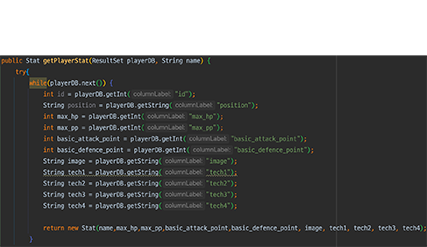 public Stat getPlayerStat(ResultSet playerDB, String name) {
try{
while(playerDB.next()) {
int id = playerDB.getInt( columnLabel: "id");
String position = playerDB.getString( columnLabel: "position");
int max_hp = playerDB.getInt( columnLabel: "max_hp");
int max_pp = playerDB.getInt( columnLabel: "max_pp");
int basic_attack_point = playerDB.getInt( columnLabel: "basic_attack_point");
int basic_defence_point = playerDB.getInt( columnLabel: "basic_defence_point");
String image = playerDB.getString( columnLabel: "image");
String tech1 = playerDB.getString( columnLabel: "tech1");
String tech2 = playerDB.getString( columnLabel: "tech2");
String tech3 = playerDB.getString( columnLabel: "tech3");
String tech4 = playerDB.getString( columnLabel: "tech4");
return new Stat(name,max_hp,max_pp,basic_attack_point,basic_defence_point, image, tech1, tech2, tech3, tech4);
}